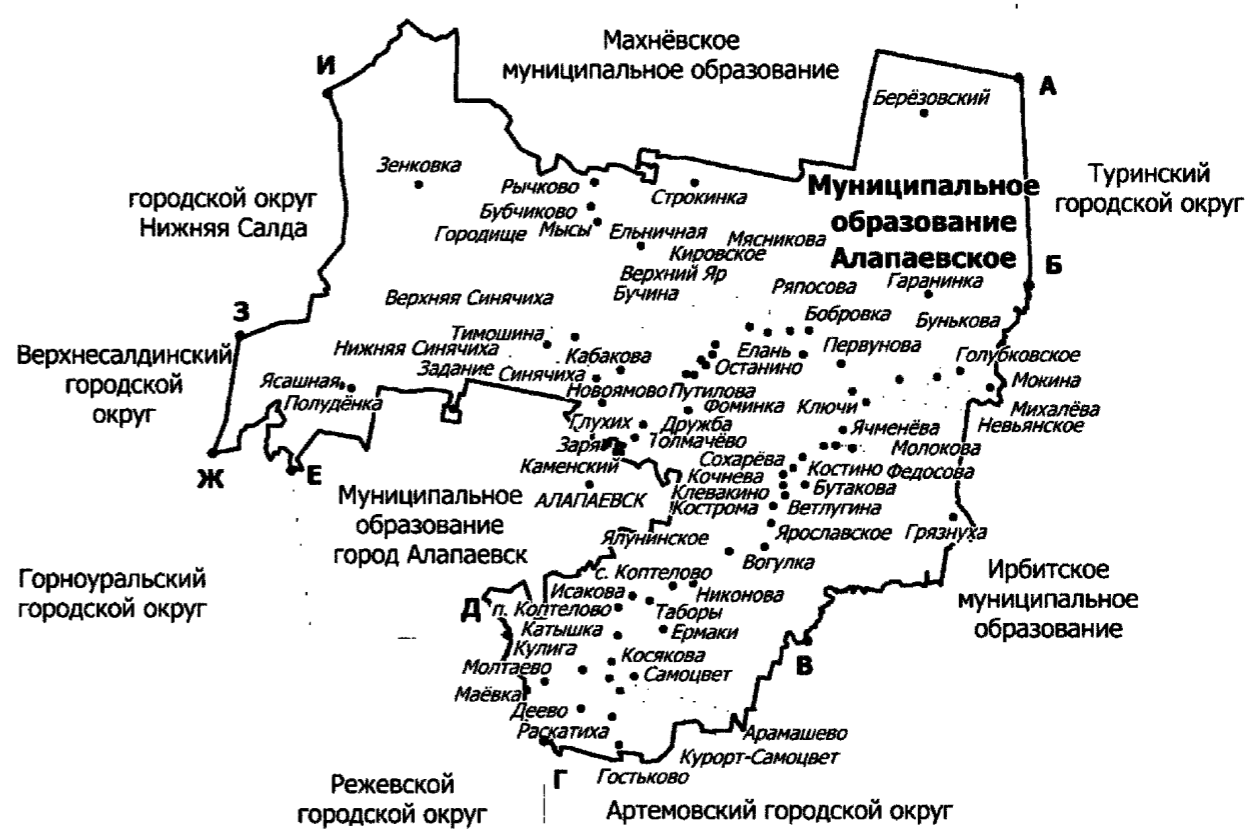 Махнёвское
муниципальное образование
И
А
Берёзовский
Зенковка
городской округ
Нижняя Салда
Рычково
Строкинка
Муниципальное
образование
Алапаевское
Туринский
городской округ
Бубчиково
Городище
Мысы
Ельничная
Кировское
Мясникова
Верхний Яр
Бучина
Ряпосова
Гаранинка
Б
Верхняя Синячиха
Бобровка
Бунькова
З
Тимошина
Нижняя Синячиха
Кабакова
Елань
Первунова
Голубковское
Верхнесалдинский
городской
округ
Задание
Синячиха
Останино
Ясашная
Полудёнка
Новоямово
Путилова
Мокина
Фоминка
Ключи
Михалёва
Невьянское
Глухих
Дружба
Ячменёва
Заря
Толмачёво
Молокова
Ж
Е
Каменский
Сохарёва
Костино
Федосова
Кочнёва
АЛАПАЕВСК
Клевакино
Бутакова
Муниципальное
образование
город Алапаевск
Кострома
Ветлугина
Ялунинское
Ярославское
Грязнуха
Вогулка
Горноуральский
городской округ
с. Коптелово
Ирбитское
муниципальное
образование
Исакова
Никонова
Д
п. Коптелово
Таборы
Катышка
Ермаки
Кулига
В
Косякова
Молтаево
Самоцвет
Маёвка
Деево
Раскатиха
Арамашево
Курорт-Самоцвет
Г
Гостьково
Режевской
городской округ
Артемовский городской округ